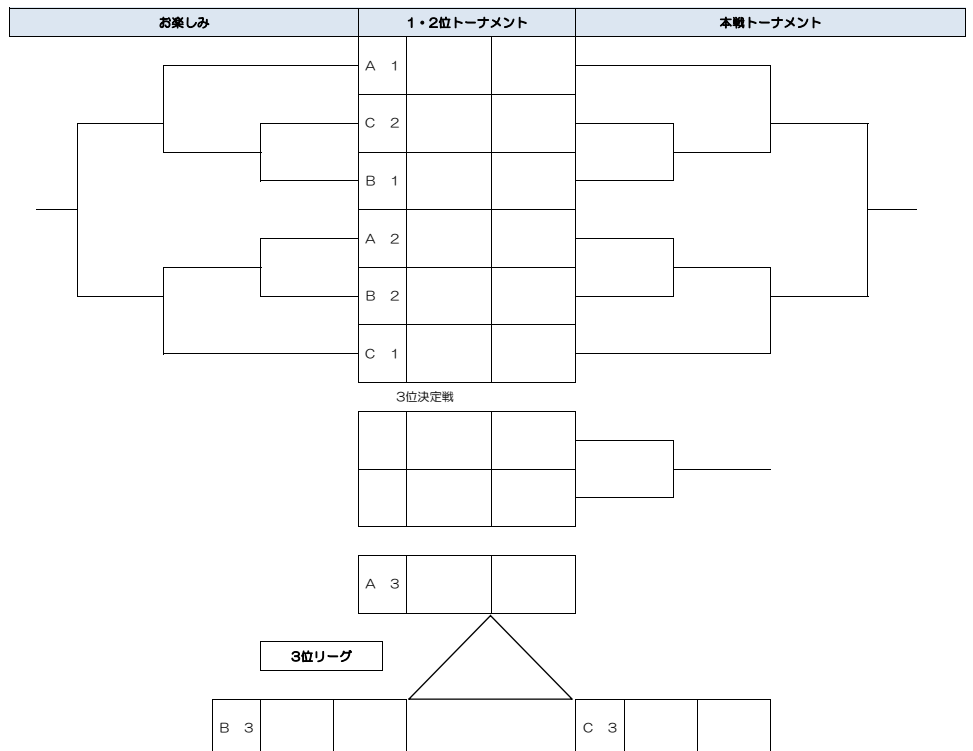 お楽しみ 1・2位トーナメント 本戦トーナメント
A 1
C 2
B 1
A 2
B 2
C 1
3位決定戦
A 3
3位リーグ
B 3 C 3